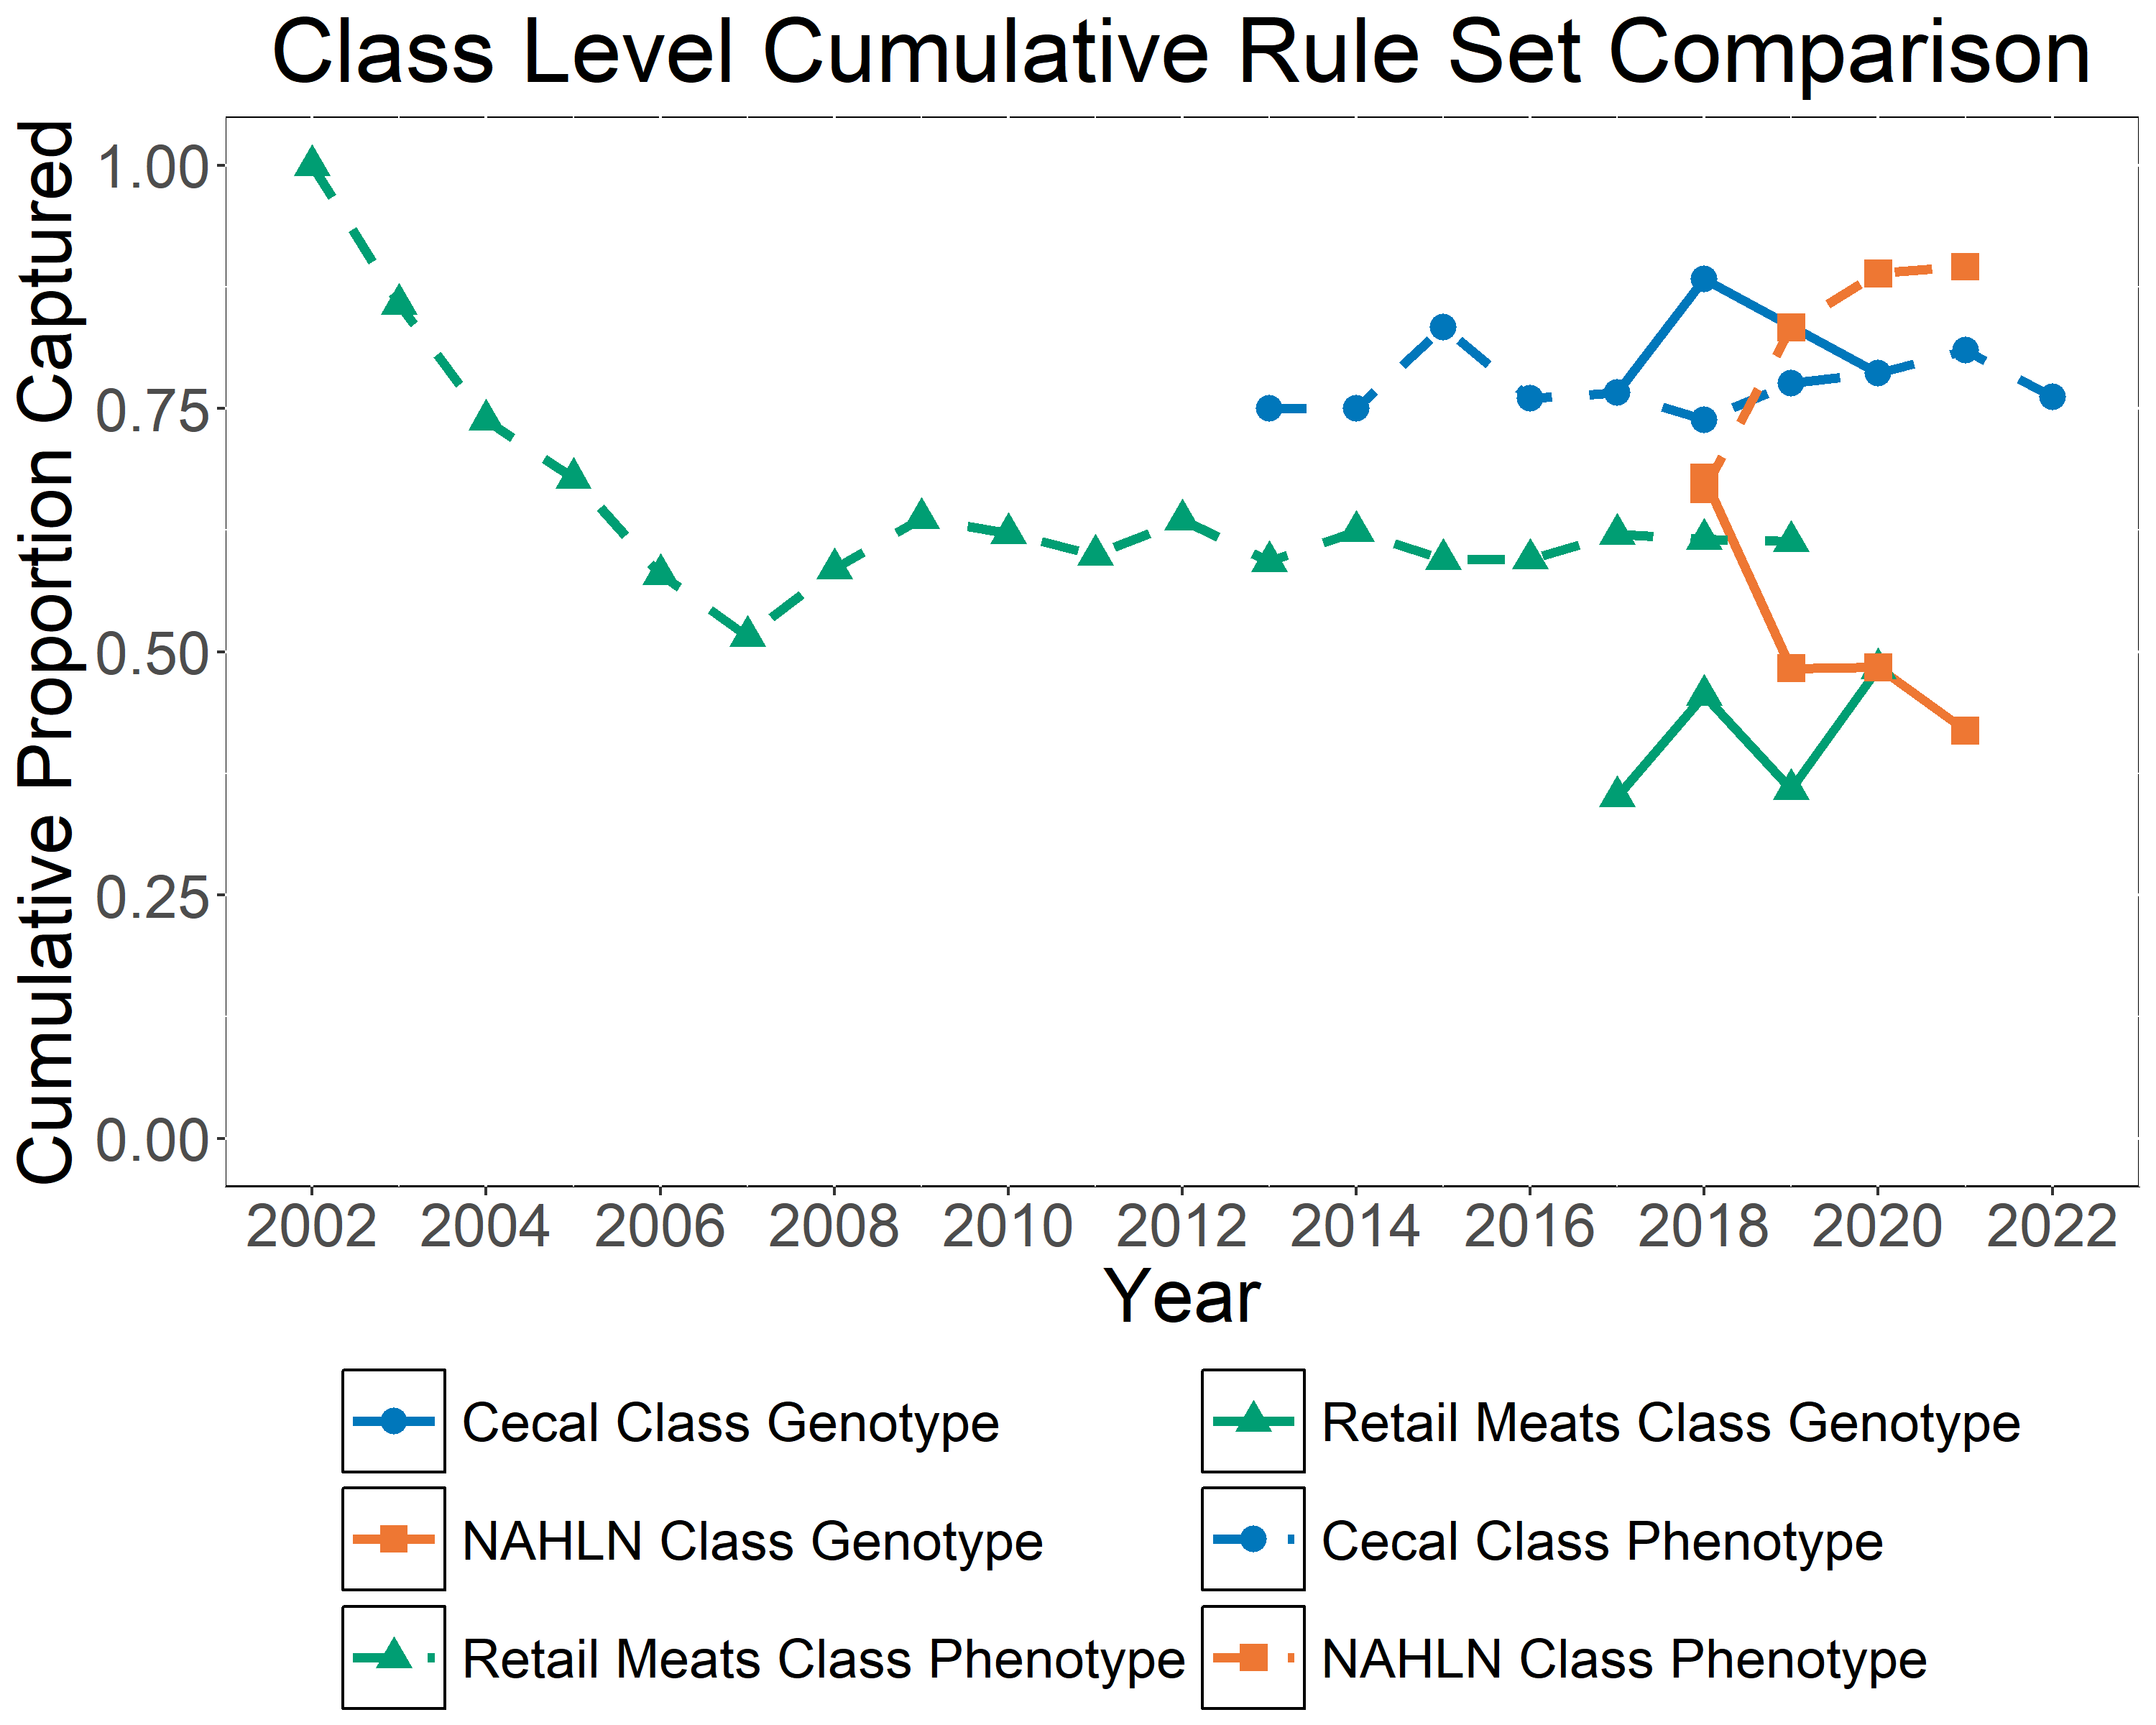 Class Level Cumulative Rule Set Comparison
Cumulative Proportion Captured
1.00
0.75
0.50
0.25
0.00
2002 2004 2006 2008 2010 2012 2014 2016 2018 2020 2022
Year
Cecal Class Genotype
Retail Meats Class Genotype
NAHLN Class Genotype
Cecal Class Phenotype
Retail Meats Class Phenotype
NAHLN Class Phenotype